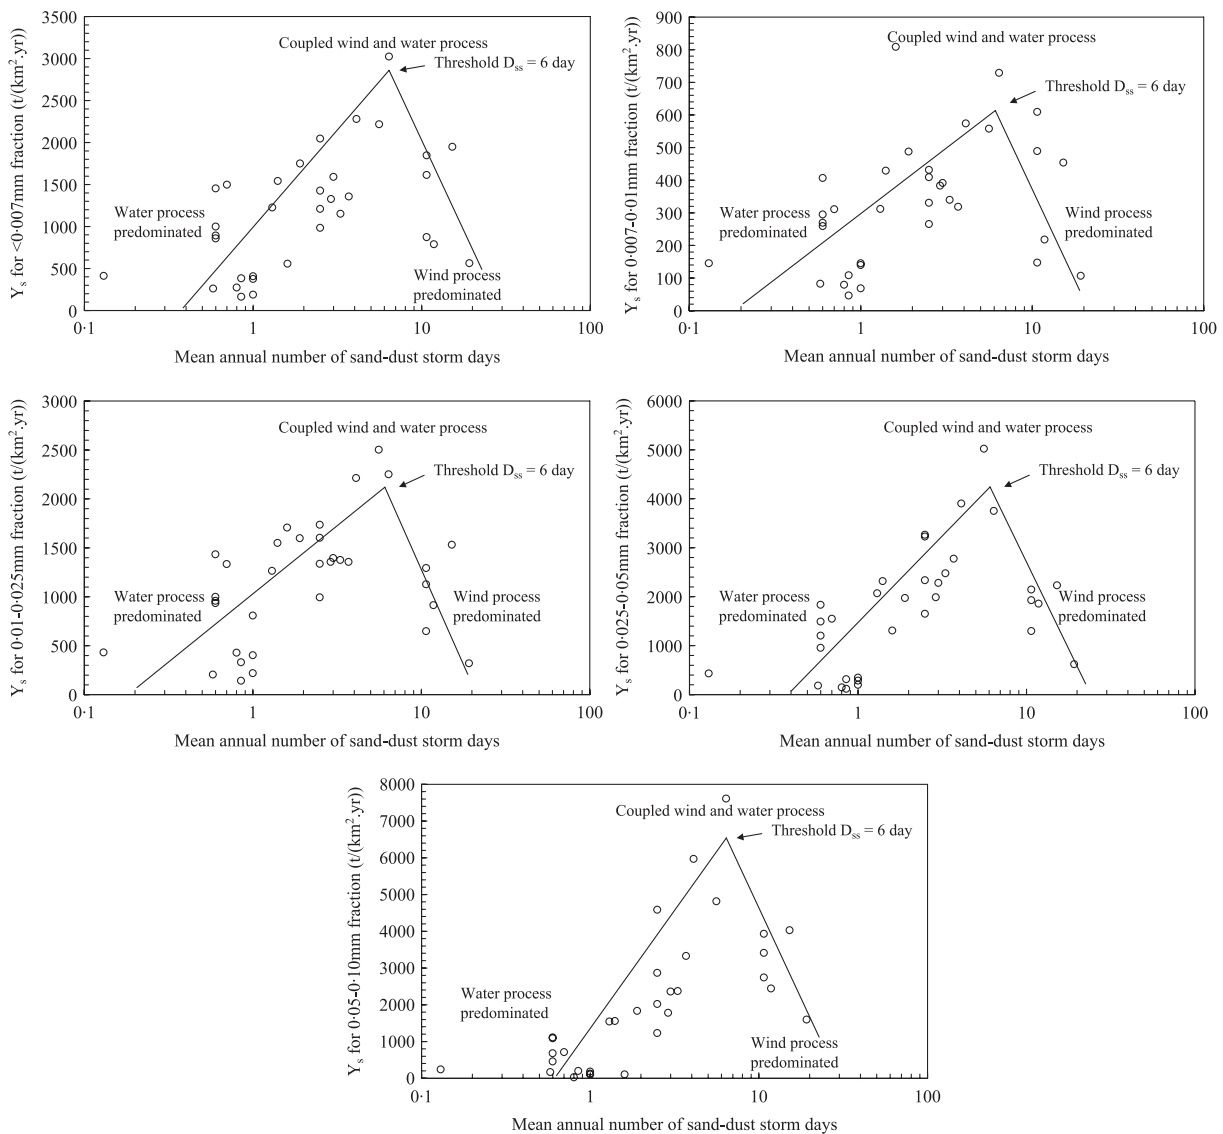 Y_s for <0·007mm fraction (t/(km².yr))
3500
3000
2500
2000
1500
1000
500
0
Coupled wind and water process
Threshold D_ss = 6 day
Water process
predominated
Wind process
predominated
0·1
1
10
100
Mean annual number of sand-dust storm days
Y_s for 0·007-0·01mm fraction (t/(km².yr))
900
800
700
600
500
400
300
200
100
0
Coupled wind and water process
Threshold D_ss = 6 day
Water process
predominated
Wind process
predominated
0·1
1
10
100
Mean annual number of sand-dust storm days
Y_s for 0·01-0·025mm fraction (t/(km².yr))
3000
2500
2000
1500
1000
500
0
Coupled wind and water process
Threshold D_ss = 6 day
Water process
predominated
Wind process
predominated
0·1
1
10
100
Mean annual number of sand-dust storm days
Y_s for 0·025-0·05mm fraction (t/(km².yr))
6000
5000
4000
3000
2000
1000
0
Coupled wind and water process
Threshold D_ss = 6 day
Water process
predominated
Wind process
predominated
0·1
1
10
100
Mean annual number of sand-dust storm days
Y_s for 0·05-0·10mm fraction (t/(km².yr))
8000
7000
6000
5000
4000
3000
2000
1000
0
Coupled wind and water process
Threshold D_ss = 6 day
Water process
predominated
Wind process
predominated
0·1
1
10
100
Mean annual number of sand-dust storm days